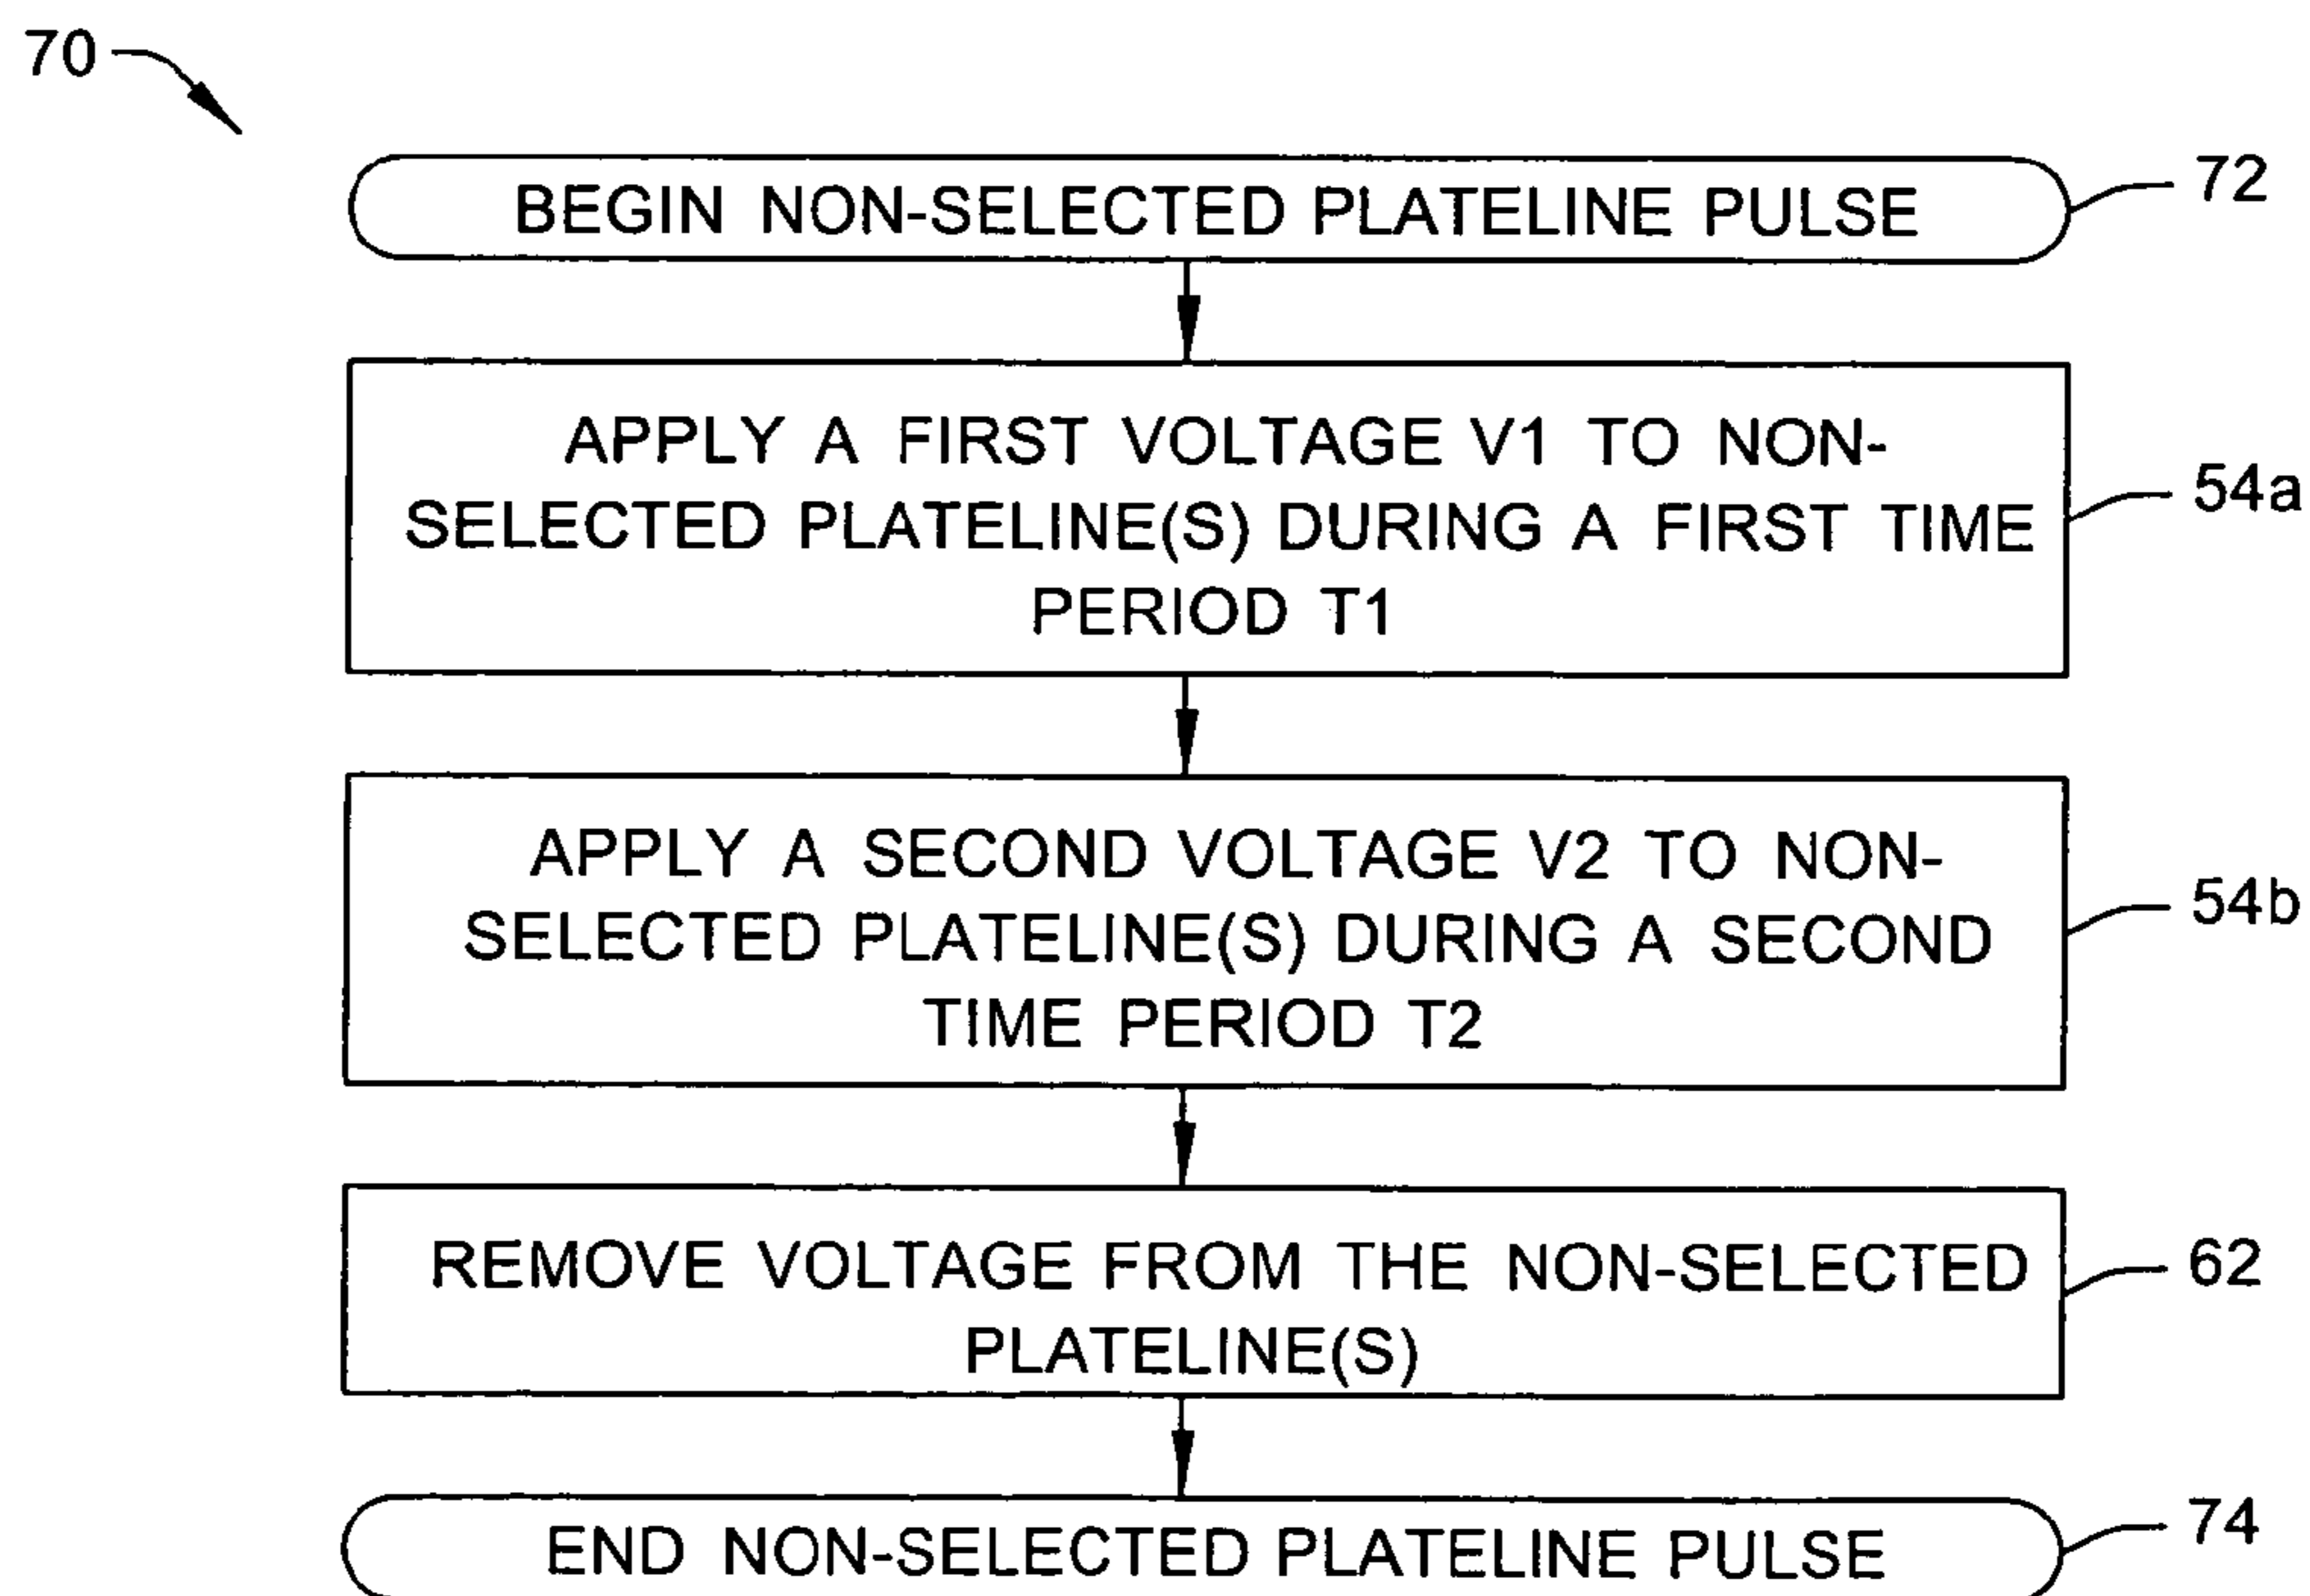 70
BEGIN NON-SELECTED PLATELINE PULSE
72
APPLY A FIRST VOLTAGE V1 TO NON-
SELECTED PLATELINE(S) DURING A FIRST TIME
PERIOD T1
54a
APPLY A SECOND VOLTAGE V2 TO NON-
SELECTED PLATELINE(S) DURING A SECOND
TIME PERIOD T2
54b
REMOVE VOLTAGE FROM THE NON-SELECTED
PLATELINE(S)
62
END NON-SELECTED PLATELINE PULSE
74